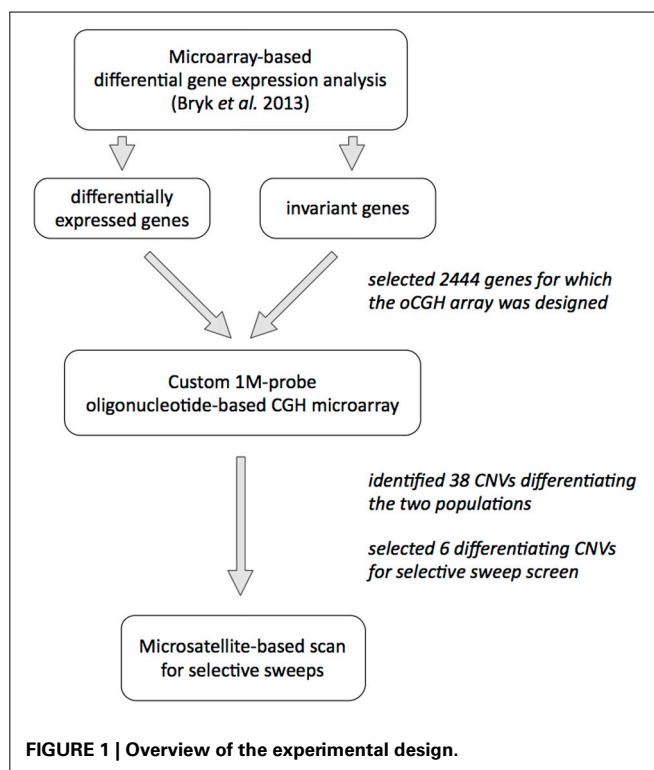 Microarray-based
differential gene expression analysis
(Bryk et al. 2013)
differentially
expressed genes
invariant genes
selected 2444 genes for which
the oCGH array was designed
Custom 1M-probe
oligonucleotide-based CGH microarray
identified 38 CNVs differentiating
the two populations
selected 6 differentiating CNVs
for selective sweep screen
Microsatellite-based scan
for selective sweeps
FIGURE 1 | Overview of the experimental design.